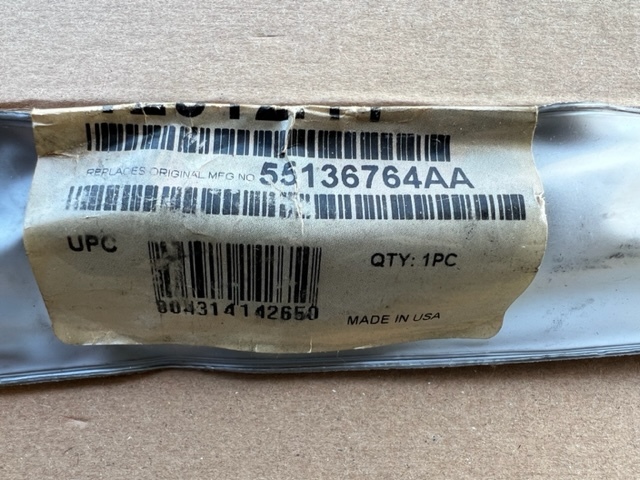 REPLACES ORIGINAL MFG NO 55136764AA
UPC
QTY: 1PC
804314142650
MADE IN USA